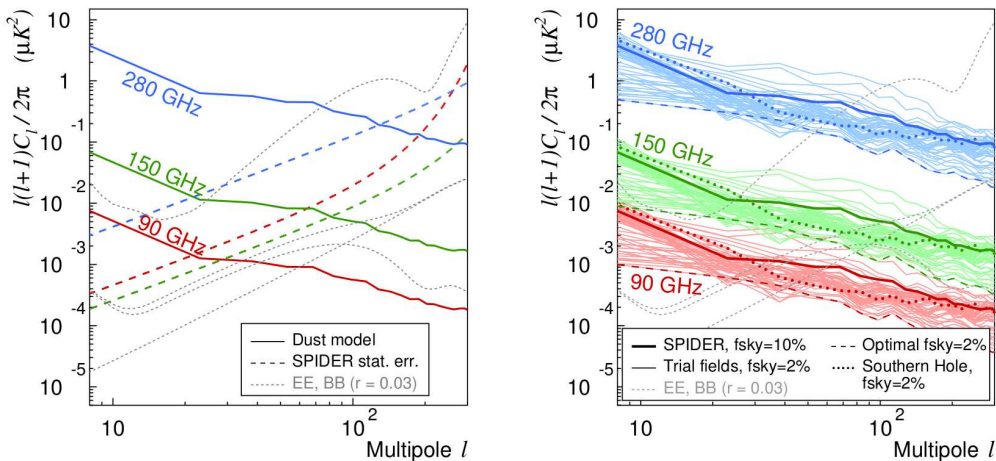 l(l+1)C_l / 2π (μK²)
10
1
10⁻¹
10⁻²
10⁻³
10⁻⁴
10⁻⁵
280 GHz
150 GHz
90 GHz
Dust model
SPIDER stat. err.
EE, BB (r = 0.03)
10
10²
Multipole l
l(l+1)C_l / 2π (μK²)
10
1
10⁻¹
10⁻²
10⁻³
10⁻⁴
10⁻⁵
280 GHz
150 GHz
90 GHz
SPIDER, fsky=10%
Trial fields, fsky=2%
EE, BB (r = 0.03)
Optimal fsky=2%
Southern Hole,
fsky=2%
10
10²
Multipole l